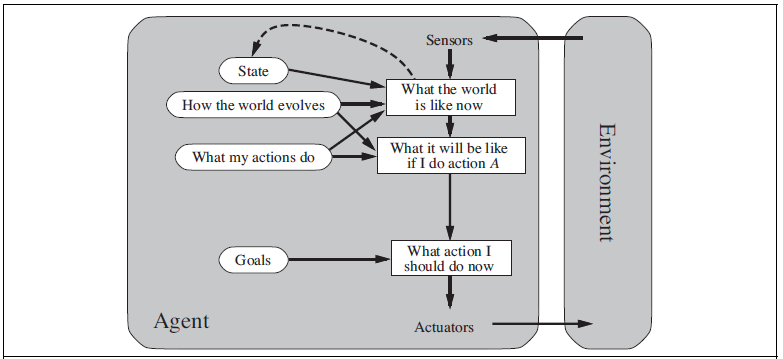 Sensors
State
What the world
is like now
How the world evolves
What my actions do
What it will be like
if I do action A
Goals
What action I
should do now
Agent
Actuators
Environment